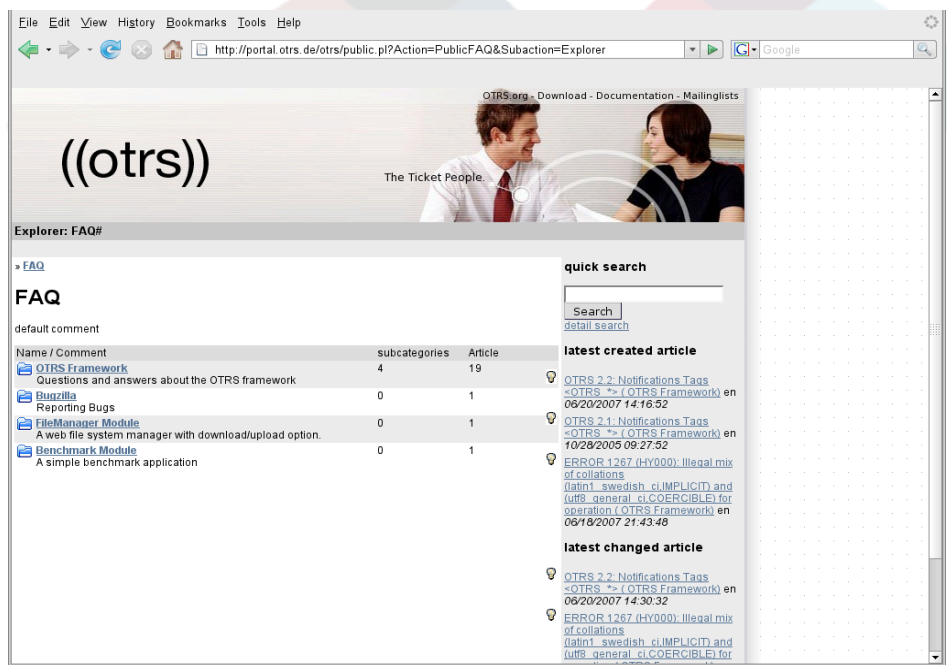 File Edit View History Bookmarks Tools Help
http://portal.otrs.de/otrs/public.pl?Action=PublicFAQ&Subaction=Explorer
G Google
OTRS.org - Download - Documentation - Mailinglists
((otrs))
The Ticket People.
Explorer: FAQ#
» FAQ
FAQ
default comment
Name / Comment subcategories Article
OTRS Framework 4 19
Questions and answers about the OTRS framework
Bugzilla 0 1
Reporting Bugs
FileManager Module 0 1
A web file system manager with download/upload option.
Benchmark Module 0 1
A simple benchmark application
quick search
Search
detail search
latest created article
OTRS 2.2: Notifications Tags
<OTRS_*> ( OTRS Framework) en
06/20/2007 14:16:52
OTRS 2.1: Notifications Tags
<OTRS_*> ( OTRS Framework) en
10/28/2005 09:27:52
ERROR 1267 (HY000): Illegal mix
of collations
(latin1_swedish_ci,IMPLICIT) and
(utf8_general_ci,COERCIBLE) for
operation ( OTRS Framework) en
06/18/2007 21:43:48
latest changed article
OTRS 2.2: Notifications Tags
<OTRS_*> ( OTRS Framework) en
06/20/2007 14:30:32
ERROR 1267 (HY000): Illegal mix
of collations
(latin1_swedish_ci,IMPLICIT) and
(utf8_general_ci,COERCIBLE) for